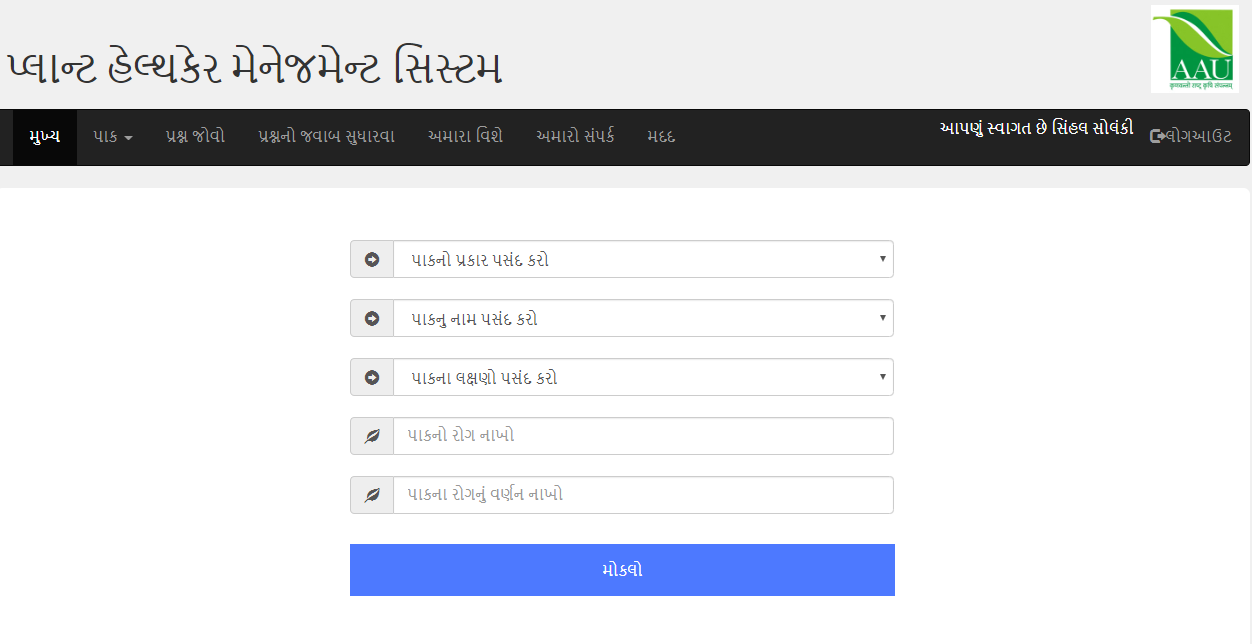 પ્લાન્ટ હેલ્થકેર મેનેજમેન્ટ સિસ્ટમ
AAU
મુખ્ય પાક પ્રશ્ન જોવો પ્રશ્નનો જવાબ સુધારવા અમારા વિશે અમારો સંપર્ક મદદ આપણું સ્વાગત છે સિંહલ સોલંકી લોગઆઉટ
પાકનો પ્રકાર પસંદ કરો
પાકનુ નામ પસંદ કરો
પાકના લક્ષણો પસંદ કરો
પાકનો રોગ નાખો
પાકના રોગનું વર્ણન નાખો
મોકલો